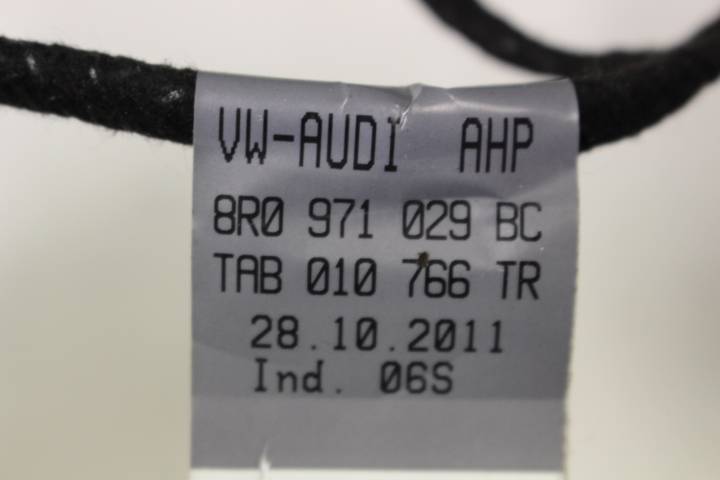 VW-AUDI AHP
8R0 971 029 BC
TAB 010 766 TR
28.10.2011
Ind. 06S